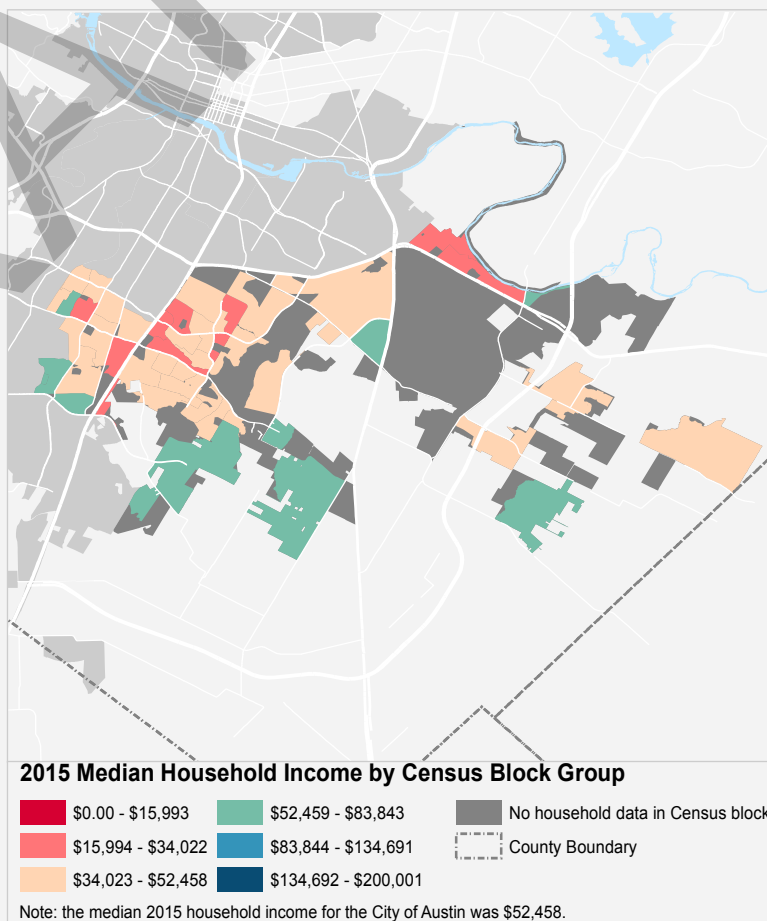 2015 Median Household Income by Census Block Group
$0.00 - $15,993
$15,994 - $34,022
$34,023 - $52,458
$52,459 - $83,843
$83,844 - $134,691
$134,692 - $200,001
No household data in Census block
County Boundary
Note: the median 2015 household income for the City of Austin was $52,458.